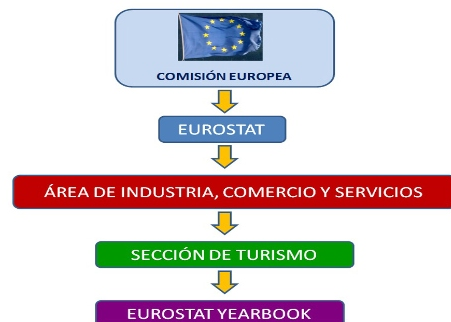 COMISIÓN EUROPEA
EUROSTAT
ÁREA DE INDUSTRIA, COMERCIO Y SERVICIOS
SECCIÓN DE TURISMO
EUROSTAT YEARBOOK